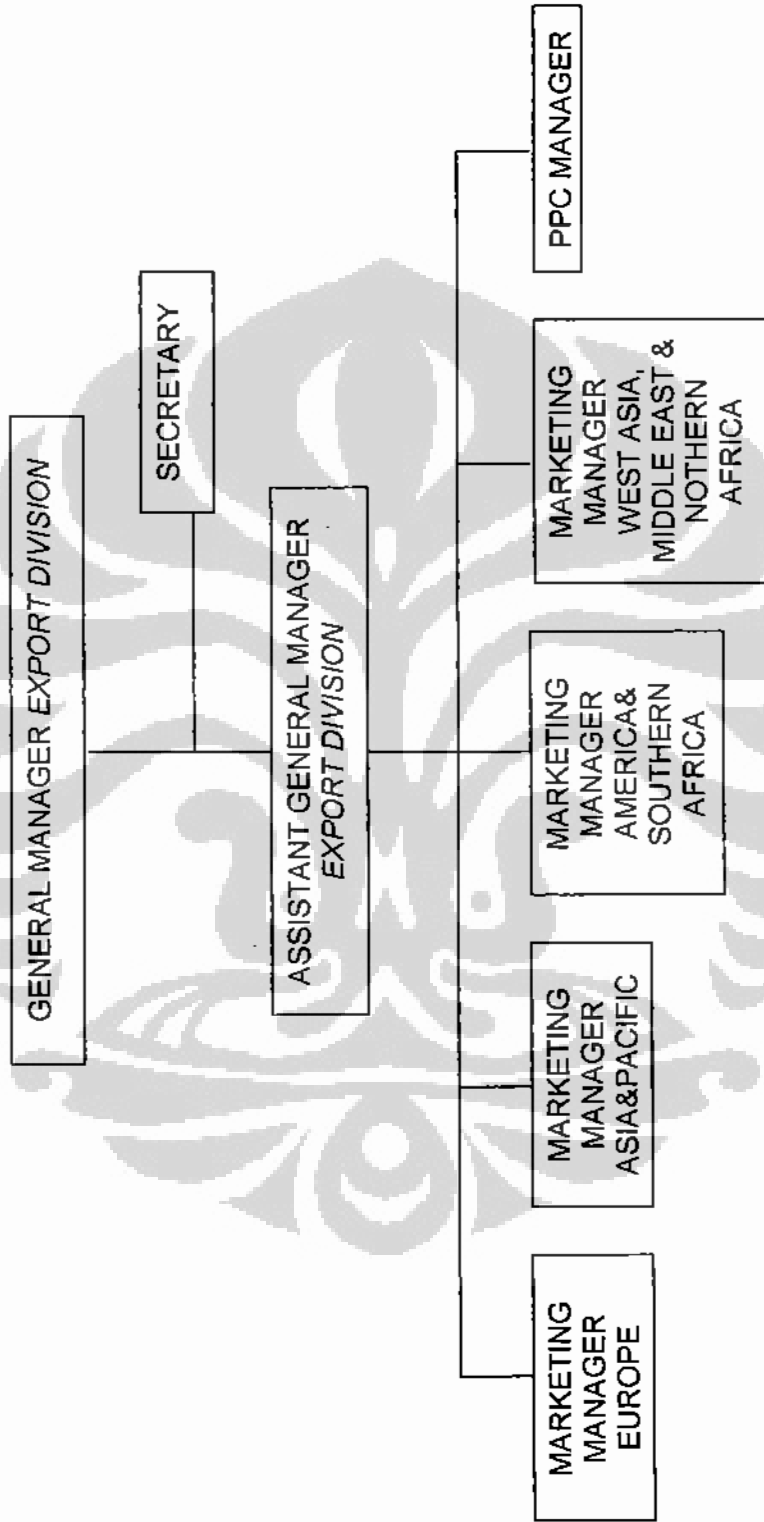 GENERAL MANAGER EXPORT DIVISION
SECRETARY
ASSISTANT GENERAL MANAGER
EXPORT DIVISION
MARKETING
MANAGER
EUROPE
MARKETING
MANAGER
ASIA&PACIFIC
MARKETING
MANAGER
AMERICA&
SOUTHERN
AFRICA
MARKETING
MANAGER
WEST ASIA,
MIDDLE EAST &
NOTHERN
AFRICA
PPC MANAGER